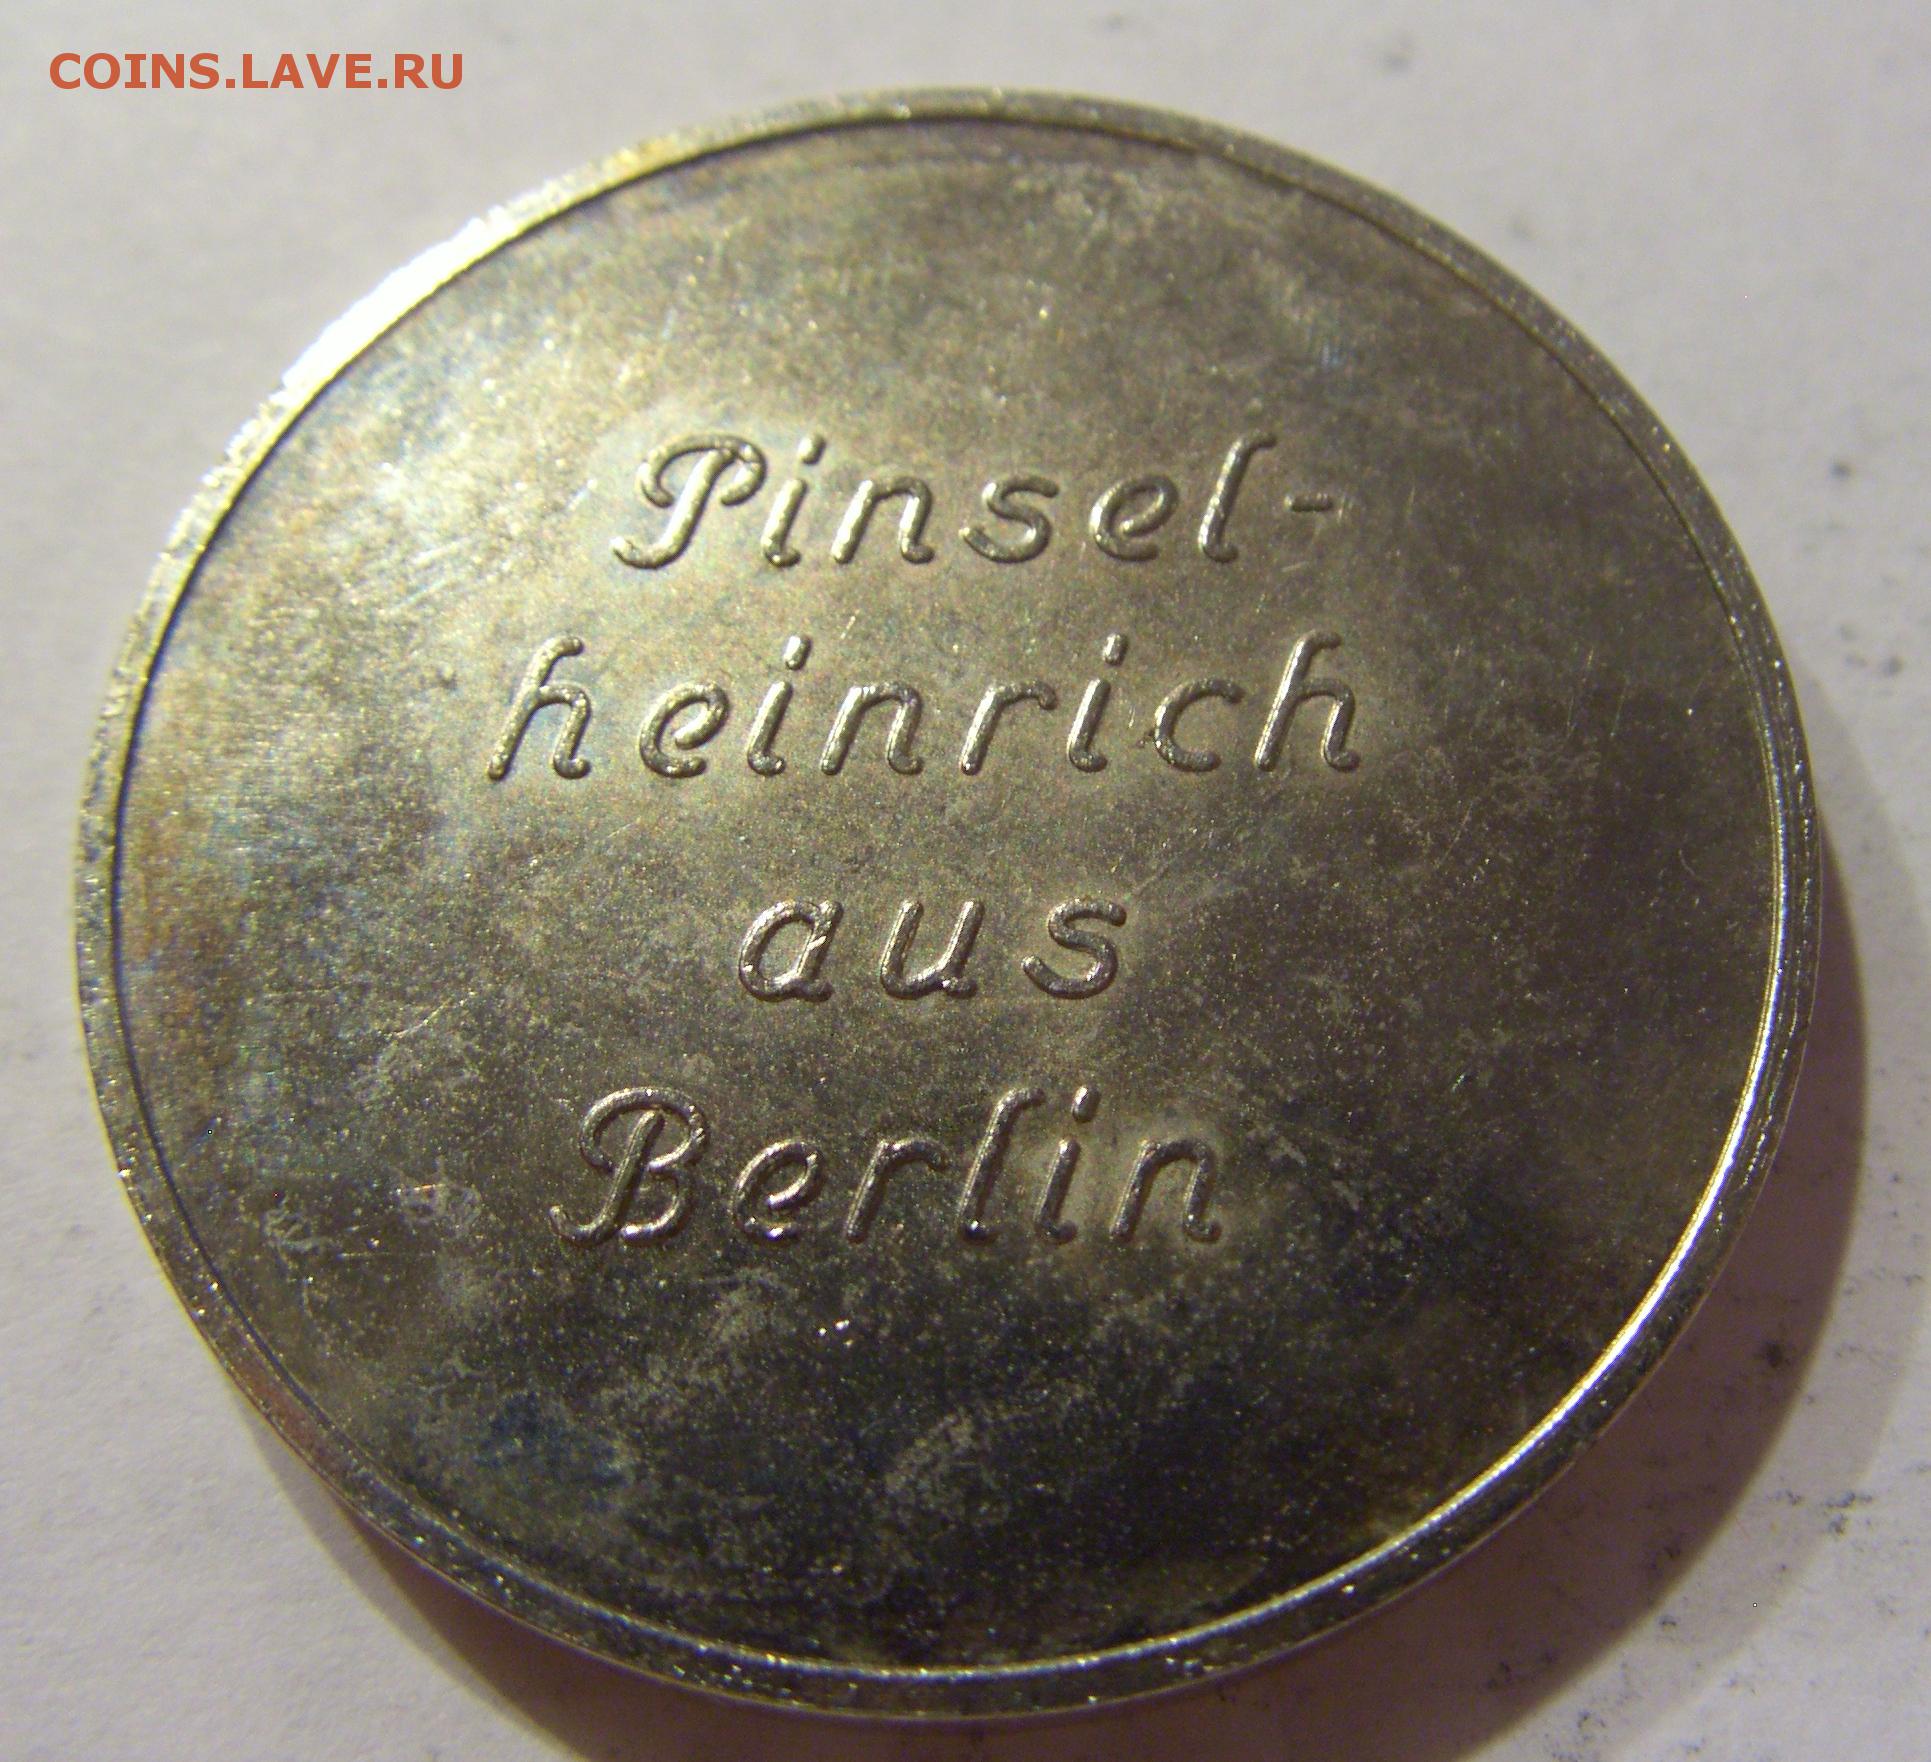 COINS.LAVE.RU
Pinsel-
heinrich
aus
Berlin